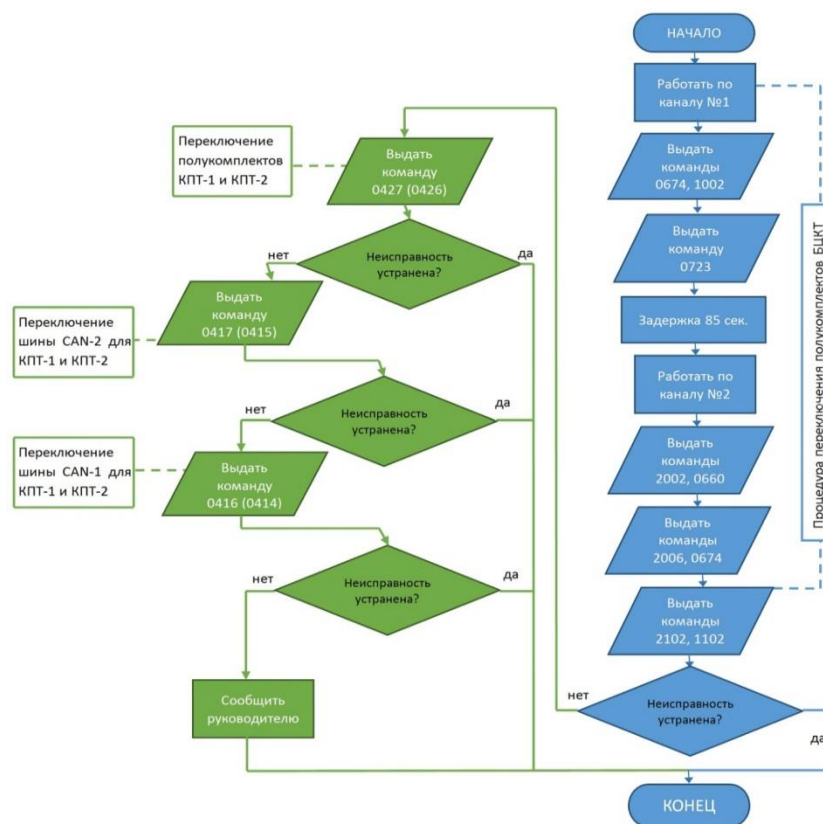 НАЧАЛО
Работать по
каналу №1
Выдать
команды
0674, 1002
Выдать
команду
0723
Задержка 85 сек.
Работать по
каналу №2
Выдать
команды
2002, 0660
Выдать
команды
2006, 0674
Выдать
команды
2102, 1102
Процедура переключения полукомплектов БЦКТ
Неисправность
устранена?
нет
да
Переключение
полукомплектов
КПТ-1 и КПТ-2
Выдать
команду
0427 (0426)
Неисправность
устранена?
нет
да
Переключение
шины CAN-2 для
КПТ-1 и КПТ-2
Выдать
команду
0417 (0415)
Неисправность
устранена?
нет
да
Переключение
шины CAN-1 для
КПТ-1 и КПТ-2
Выдать
команду
0416 (0414)
Неисправность
устранена?
нет
да
Сообщить
руководителю
КОНЕЦ